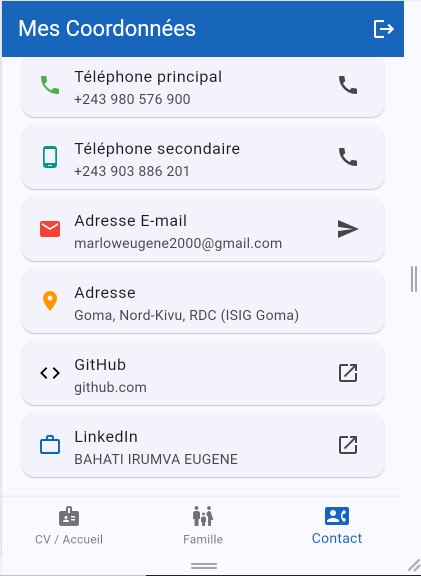 Mes Coordonnées
Téléphone principal
+243 980 576 900
Téléphone secondaire
+243 903 886 201
Adresse E-mail
marloweugene2000@gmail.com
Adresse
Goma, Nord-Kivu, RDC (ISIG Goma)
GitHub
github.com
LinkedIn
BAHATI IRUMVA EUGENE
CV / Accueil
Famille
Contact